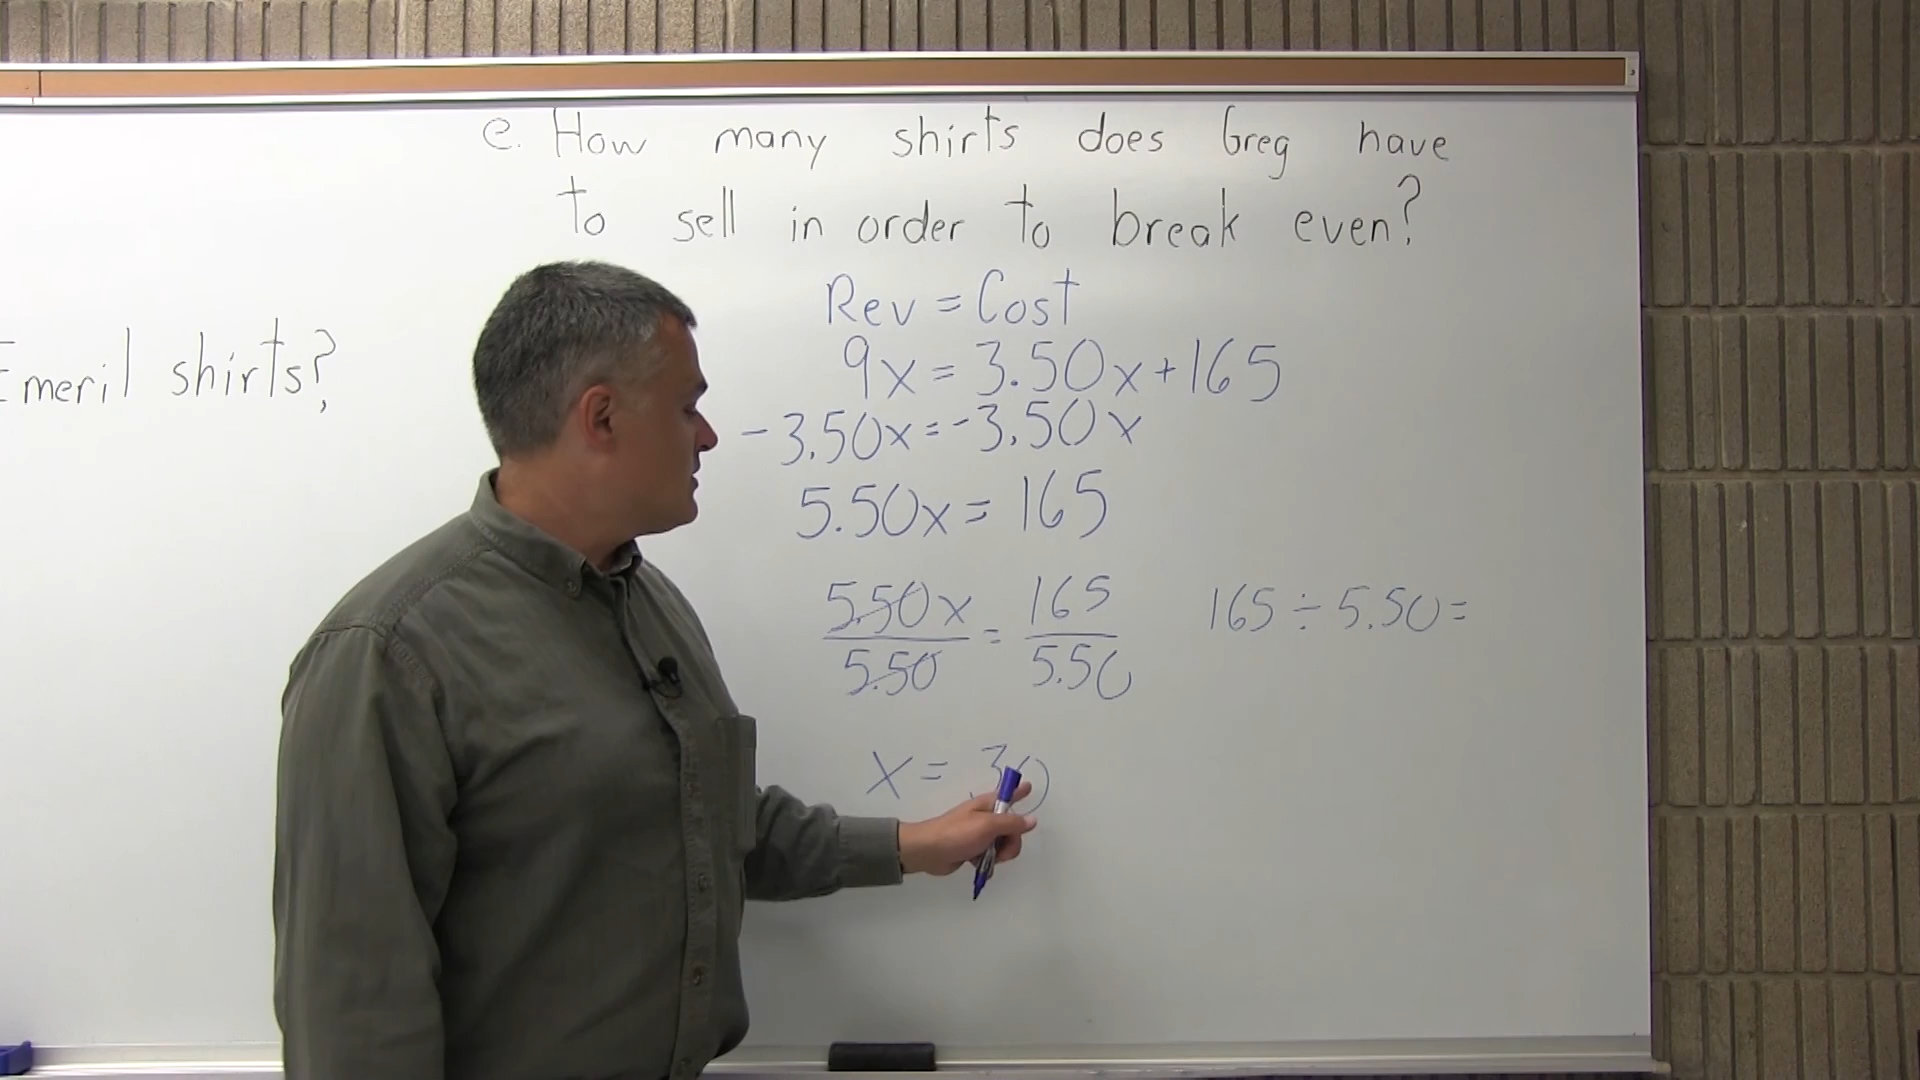 e. How many shirts does Greg have
to sell in order to break even?
Emeril shirts?
Rev = Cost
9x = 3.50x + 165
-3.50x = -3.50x
5.50x = 165
5.50x / 5.50 = 165 / 5.50
165 ÷ 5.50 =
x = 30